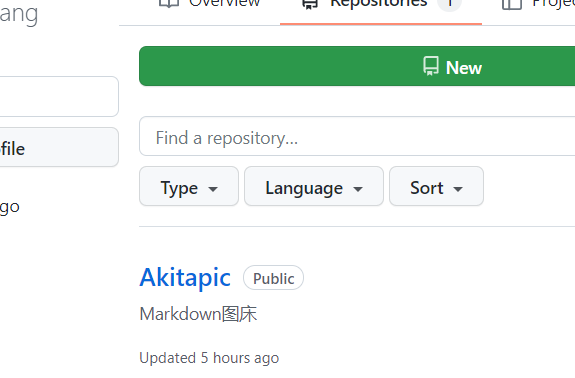 ang
Overview Repositories 1 Projec
New
file
Find a repository...
Type Language Sort
go
Akitapic Public
Markdown图床
Updated 5 hours ago